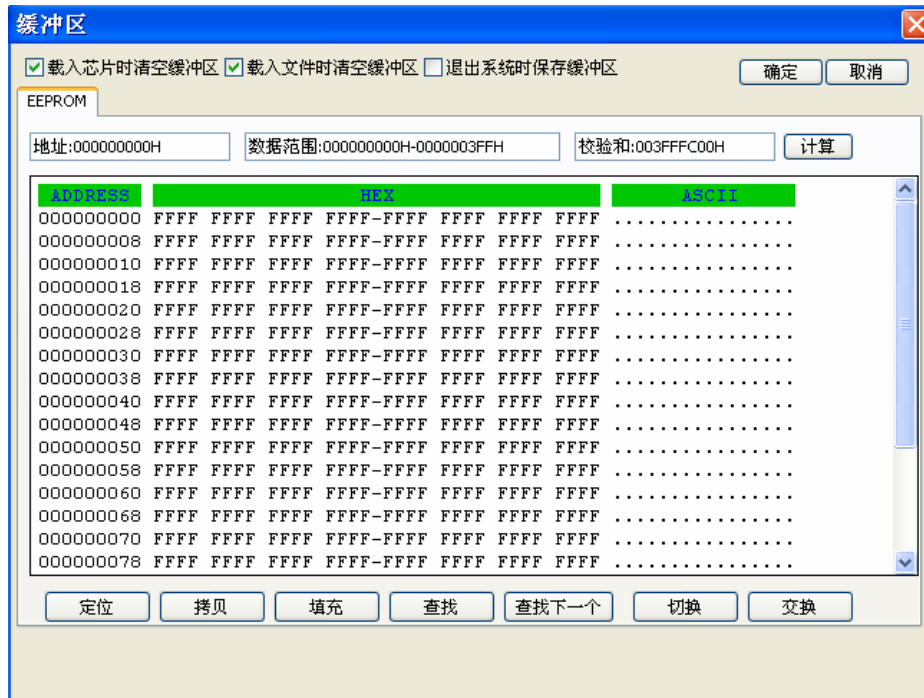 缓冲区
载入芯片时清空缓冲区 载入文件时清空缓冲区 退出系统时保存缓冲区 确定 取消
EEPROM
地址:000000000H 数据范围:000000000H-0000003FFH 校验和:003FFFC00H 计算
ADDRESS HEX ASCII
000000000 FFFF FFFF FFFF FFFF-FFFF FFFF FFFF FFFF ................
000000008 FFFF FFFF FFFF FFFF-FFFF FFFF FFFF FFFF ................
000000010 FFFF FFFF FFFF FFFF-FFFF FFFF FFFF FFFF ................
000000018 FFFF FFFF FFFF FFFF-FFFF FFFF FFFF FFFF ................
000000020 FFFF FFFF FFFF FFFF-FFFF FFFF FFFF FFFF ................
000000028 FFFF FFFF FFFF FFFF-FFFF FFFF FFFF FFFF ................
000000030 FFFF FFFF FFFF FFFF-FFFF FFFF FFFF FFFF ................
000000038 FFFF FFFF FFFF FFFF-FFFF FFFF FFFF FFFF ................
000000040 FFFF FFFF FFFF FFFF-FFFF FFFF FFFF FFFF ................
000000048 FFFF FFFF FFFF FFFF-FFFF FFFF FFFF FFFF ................
000000050 FFFF FFFF FFFF FFFF-FFFF FFFF FFFF FFFF ................
000000058 FFFF FFFF FFFF FFFF-FFFF FFFF FFFF FFFF ................
000000060 FFFF FFFF FFFF FFFF-FFFF FFFF FFFF FFFF ................
000000068 FFFF FFFF FFFF FFFF-FFFF FFFF FFFF FFFF ................
000000070 FFFF FFFF FFFF FFFF-FFFF FFFF FFFF FFFF ................
000000078 FFFF FFFF FFFF FFFF-FFFF FFFF FFFF FFFF ................
定位 拷贝 填充 查找 查找下一个 切换 交换